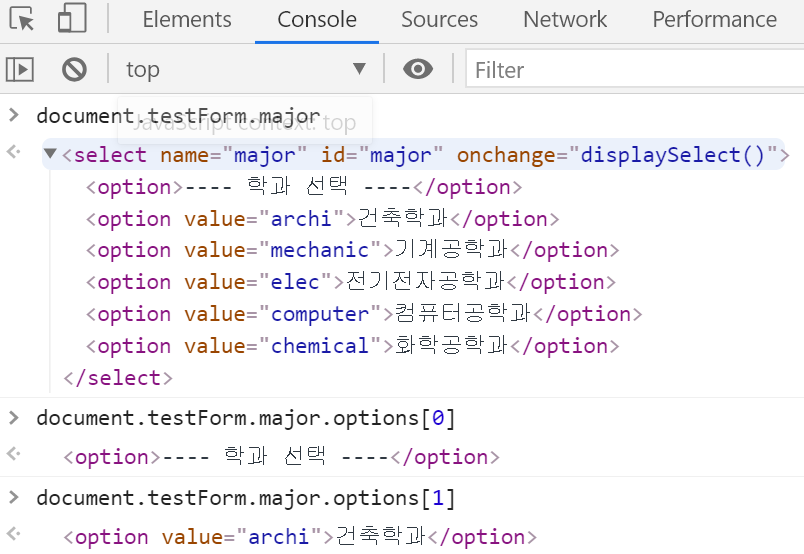 Elements Console Sources Network Performance
top Filter
document.testForm.major
JavaScript context: top
<select name="major" id="major" onchange="displaySelect()">
<option>---- 학과 선택 ----</option>
<option value="archi">건축학과</option>
<option value="mechanic">기계공학과</option>
<option value="elec">전기전자공학과</option>
<option value="computer">컴퓨터공학과</option>
<option value="chemical">화학공학과</option>
</select>
document.testForm.major.options[0]
<option>---- 학과 선택 ----</option>
document.testForm.major.options[1]
<option value="archi">건축학과</option>